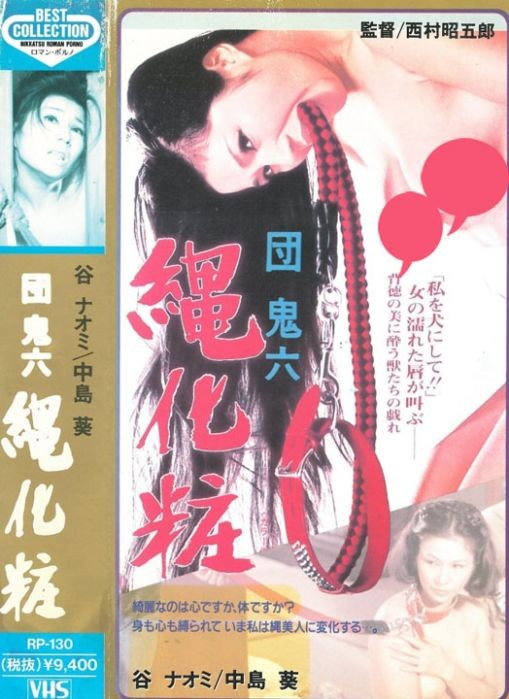 BEST
COLLECTION
NIKKATSU ROMAN PORNO
ロマン・ポルノ
谷 ナオミ/中島 葵
団 鬼六
縄化粧
RP-130
(税抜)¥9,400
VHS
監督/西村昭五郎
団 鬼六
縄化粧
「私を犬にして!!」
女の濡れた唇が叫ぶ——
背徳の美に酔う獣たちの戯れ
綺麗なのは心ですか、体ですか?
身も心も縛られて いま私は縄美人に変化する…。
谷 ナオミ/中島 葵